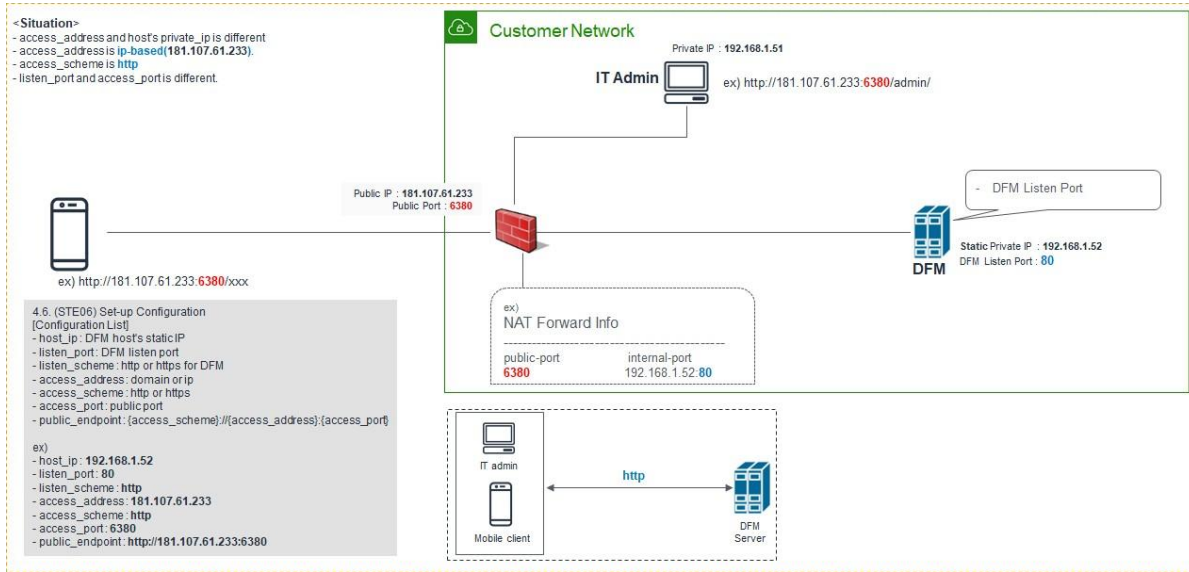 <Situation>
- access_address and host's private_ip is different
- access_address is ip-based(181.107.61.233).
- access_scheme is http
- listen_port and access_port is different.
Customer Network
Private IP : 192.168.1.51
IT Admin
ex) http://181.107.61.233:6380/admin/
Public IP : 181.107.61.233
Public Port : 6380
- DFM Listen Port
Static Private IP : 192.168.1.52
DFM Listen Port : 80
DFM
ex) http://181.107.61.233:6380/xxx
ex)
NAT Forward Info
public-port internal-port
6380 192.168.1.52:80
4.6. (STE06) Set-up Configuration
[Configuration List]
- host_ip : DFM host's static IP
- listen_port: DFM listen port
- listen_scheme : http or https for DFM
- access_address: domain or ip
- access_scheme : http or https
- access_port : public port
- public_endpoint : {access_scheme}://{access_address}:{access_port}
ex)
- host_ip : 192.168.1.52
- listen_port : 80
- listen_scheme : http
- access_address : 181.107.61.233
- access_scheme : http
- access_port : 6380
- public_endpoint : http://181.107.61.233:6380
IT admin
http
Mobile client
DFM
Server